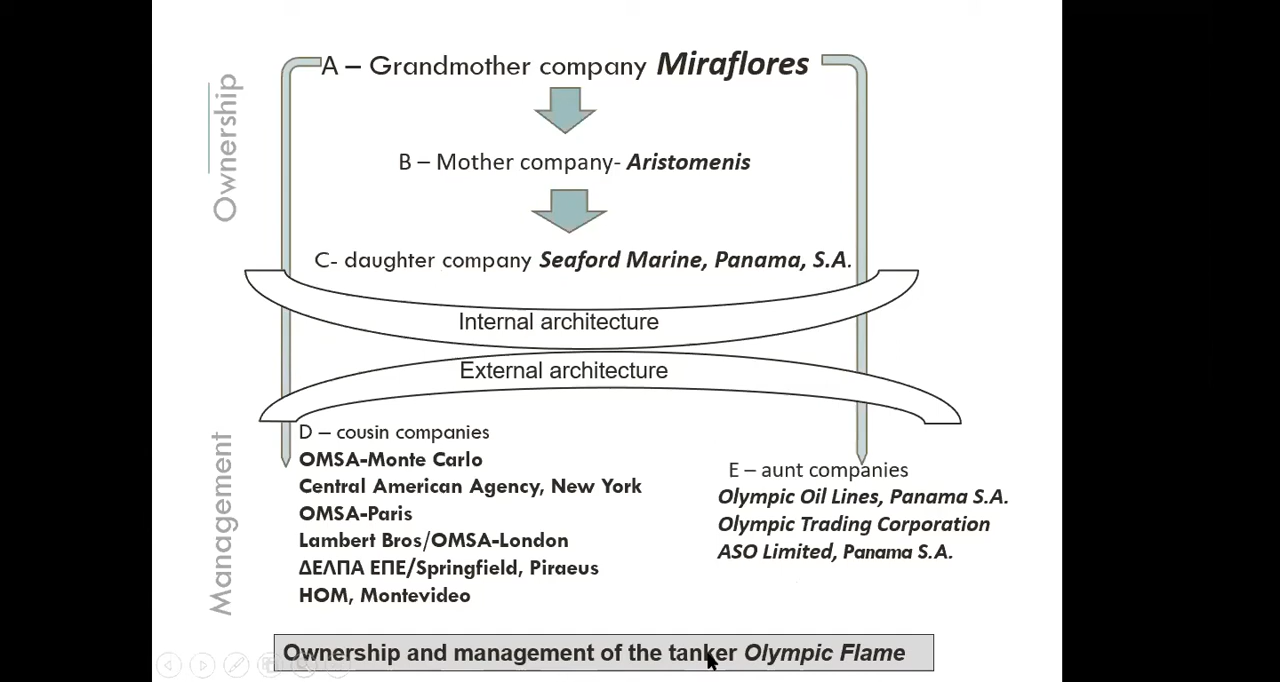 Ownership
A – Grandmother company Miraflores
B – Mother company- Aristomenis
C- daughter company Seaford Marine, Panama, S.A.
Internal architecture
External architecture
Management
D – cousin companies
OMSA-Monte Carlo
Central American Agency, New York
OMSA-Paris
Lambert Bros/OMSA-London
ΔΕΛΠΑ ΕΠΕ/Springfield, Piraeus
HOM, Montevideo
E – aunt companies
Olympic Oil Lines, Panama S.A.
Olympic Trading Corporation
ASO Limited, Panama S.A.
Ownership and management of the tanker Olympic Flame